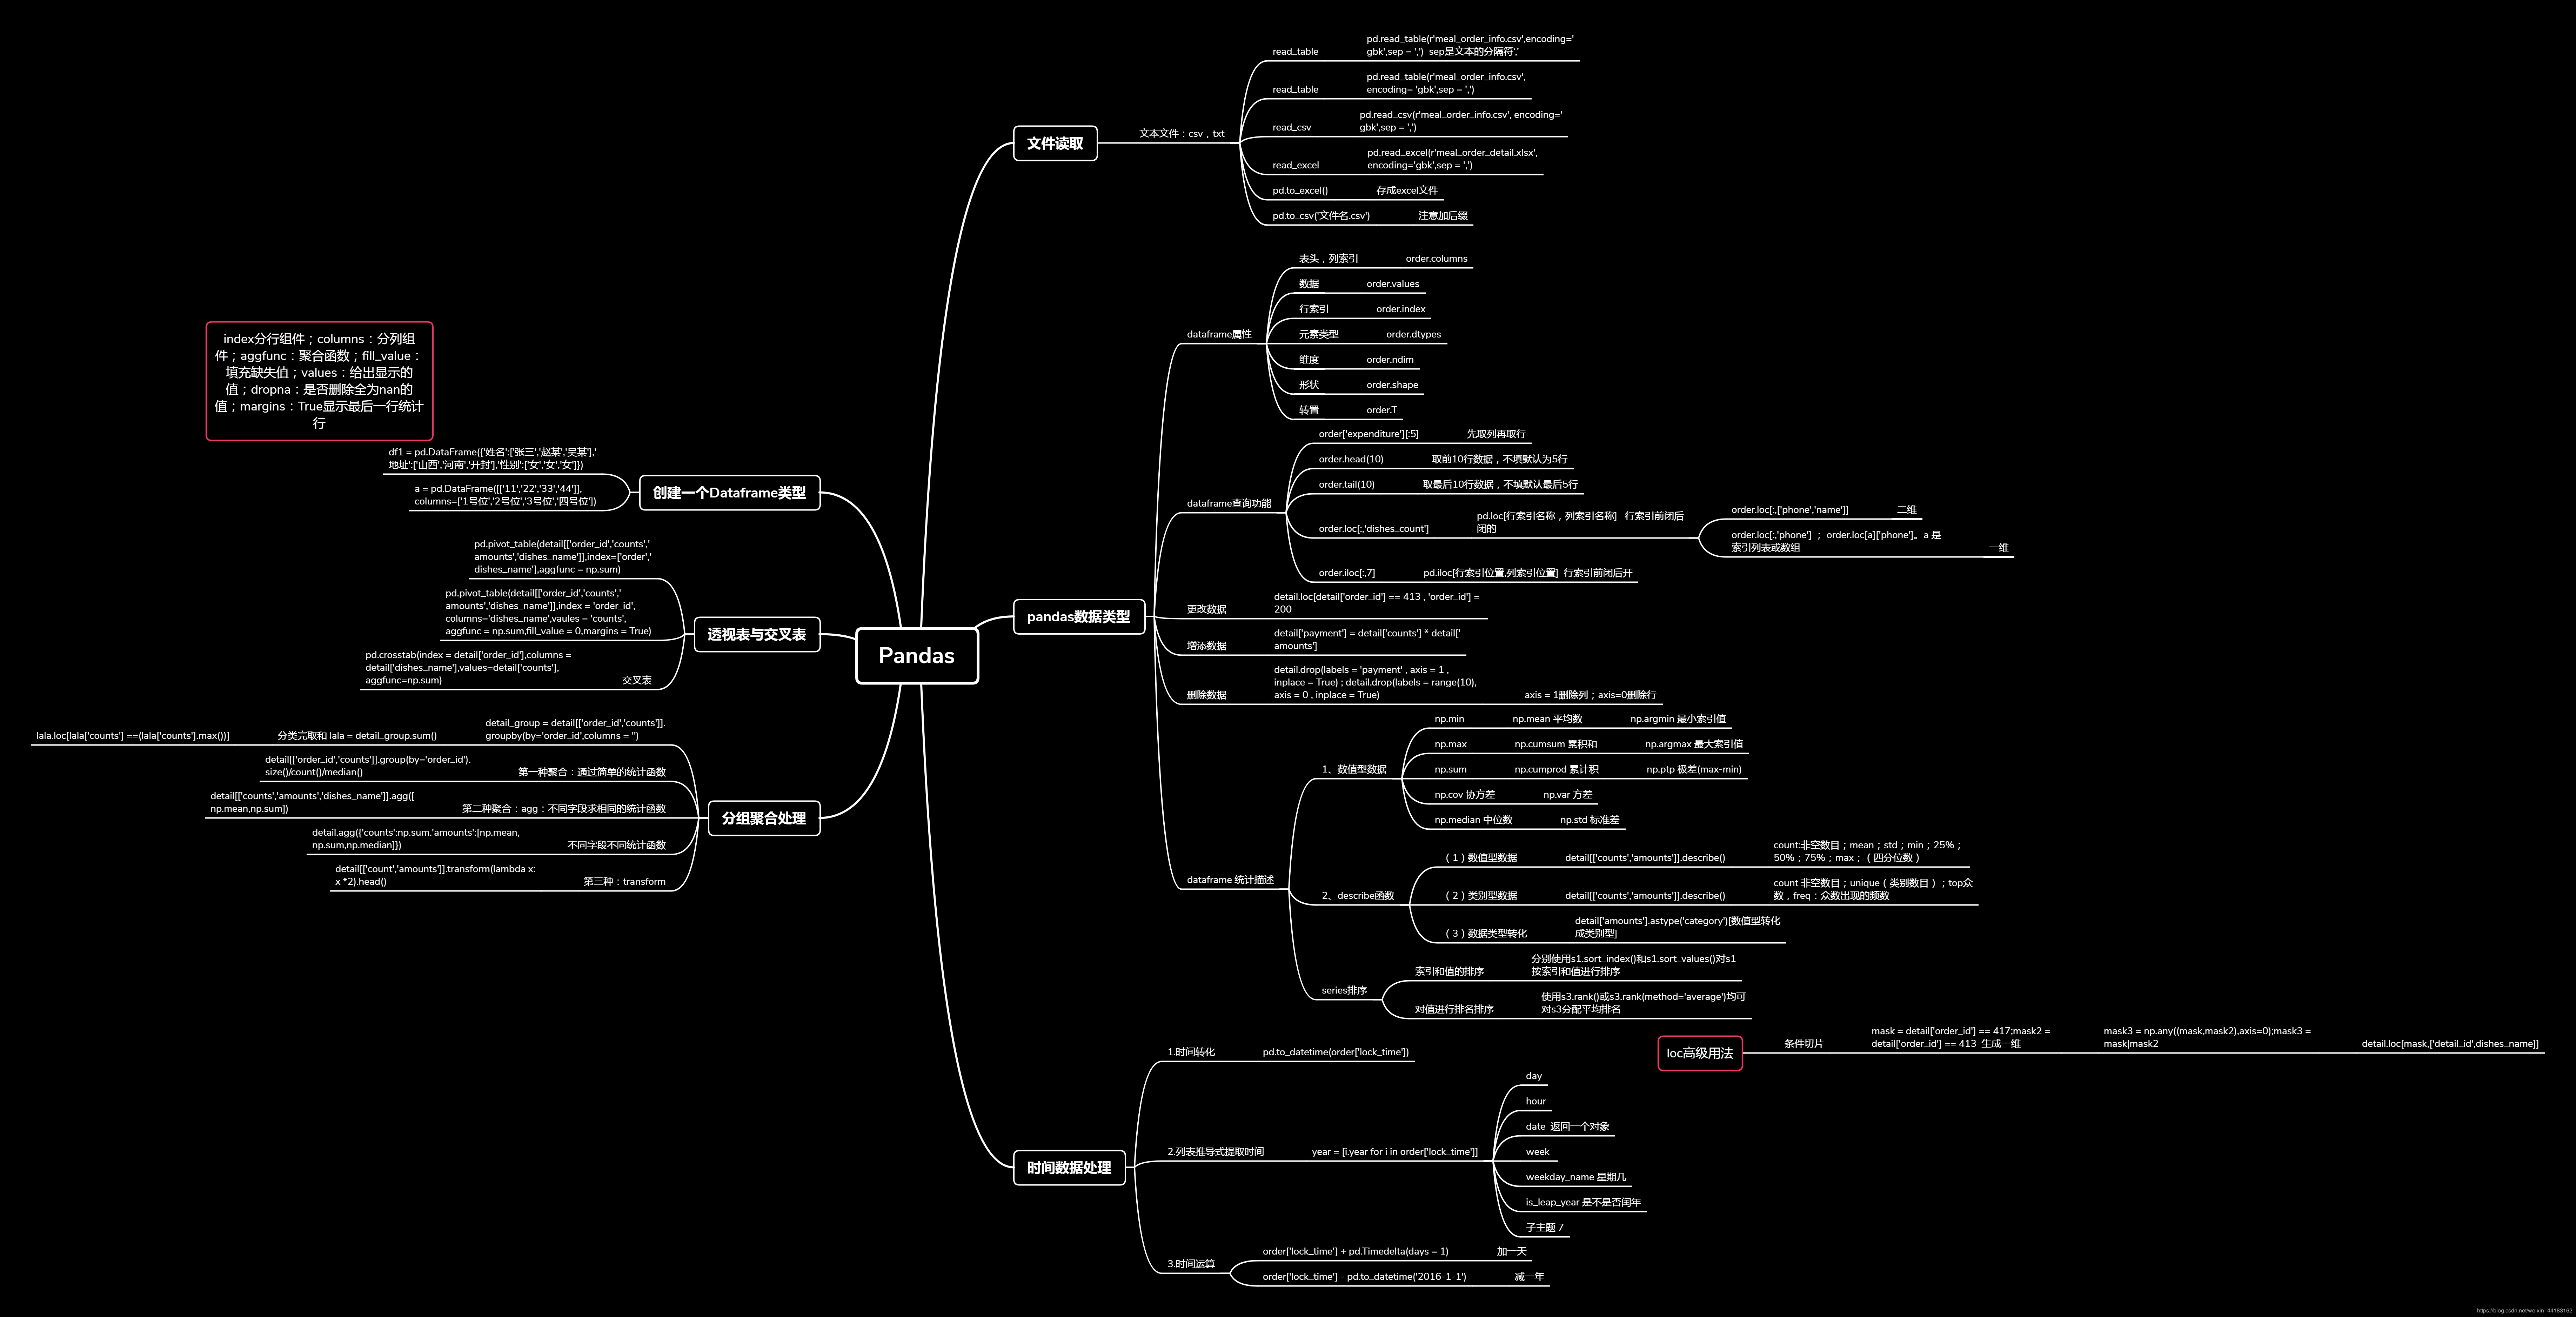 Pandas
文件读取
文本文件：csv，txt
read_table
pd.read_table(r'meal_order_info.csv',encoding='
gbk',sep = ',')  sep是文本的分隔符','
read_table
pd.read_table(r'meal_order_info.csv',
encoding= 'gbk',sep = ',')
read_csv
pd.read_csv(r'meal_order_info.csv', encoding='
gbk',sep = ',')
read_excel
pd.read_excel(r'meal_order_detail.xlsx',
encoding='gbk',sep = ',')
pd.to_excel()
存成excel文件
pd.to_csv('文件名.csv')
注意加后缀
pandas数据类型
dataframe属性
表头，列索引
order.columns
数据
order.values
行索引
order.index
元素类型
order.dtypes
维度
order.ndim
形状
order.shape
转置
order.T
dataframe查询功能
order['expenditure'][:5]
先取列再取行
order.head(10)
取前10行数据，不填默认为5行
order.tail(10)
取最后10行数据，不填默认最后5行
order.loc[:,'dishes_count']
pd.loc[行索引名称，列索引名称]   行索引前闭后
闭的
order.loc[:,['phone','name']]
二维
order.loc[:,'phone'] ； order.loc[a]['phone']。a 是
索引列表或数组
一维
order.iloc[:,7]
pd.iloc[行索引位置,列索引位置]  行索引前闭后开
更改数据
detail.loc[detail['order_id'] == 413 , 'order_id'] =
200
增添数据
detail['payment'] = detail['counts'] * detail['
amounts']
删除数据
detail.drop(labels = 'payment' , axis = 1 ,
inplace = True) ; detail.drop(labels = range(10),
axis = 0 , inplace = True)
axis = 1删除列；axis=0删除行
dataframe 统计描述
1、数值型数据
np.min
np.mean 平均数
np.argmin 最小索引值
np.max
np.cumsum 累积和
np.argmax 最大索引值
np.sum
np.cumprod 累计积
np.ptp 极差(max-min)
np.cov 协方差
np.var 方差
np.median 中位数
np.std 标准差
2、describe函数
（1）数值型数据
detail[['counts','amounts']].describe()
count:非空数目；mean；std；min；25%；
50%；75%；max；（四分位数）
（2）类别型数据
detail[['counts','amounts']].describe()
count 非空数目；unique（类别数目）；top众
数，freq：众数出现的频数
（3）数据类型转化
detail['amounts'].astype('category')[数值型转化
成类别型]
series排序
索引和值的排序
分别使用s1.sort_index()和s1.sort_values()对s1
按索引和值进行排序
对值进行排名排序
使用s3.rank()或s3.rank(method='average')均可
对s3分配平均排名
时间数据处理
1.时间转化
pd.to_datetime(order['lock_time'])
2.列表推导式提取时间
year = [i.year for i in order['lock_time']]
day
hour
date  返回一个对象
week
weekday_name 星期几
is_leap_year 是不是否闰年
子主题 7
3.时间运算
order['lock_time'] + pd.Timedelta(days = 1)
加一天
order['lock_time'] - pd.to_datetime('2016-1-1')
减一年
loc高级用法
条件切片
mask = detail['order_id'] == 417;mask2 =
detail['order_id'] == 413  生成一维
mask3 = np.any((mask,mask2),axis=0);mask3 =
mask|mask2
detail.loc[mask,['detail_id',dishes_name]]
index分行组件；columns：分列组
件；aggfunc：聚合函数；fill_value：
填充缺失值；values：给出显示的
值；dropna：是否删除全为nan的
值；margins：True显示最后一行统计
行
创建一个Dataframe类型
df1 = pd.DataFrame({'姓名':['张三','赵某','吴某'],'
地址':['山西','河南','开封'],'性别':['女','女','女']})
a = pd.DataFrame([['11','22','33','44']],
columns=['1号位','2号位','3号位','四号位'])
透视表与交叉表
pd.pivot_table(detail[['order_id','counts','
amounts','dishes_name']],index=['order','
dishes_name'],aggfunc = np.sum)
pd.pivot_table(detail[['order_id','counts','
amounts','dishes_name']],index = 'order_id',
columns='dishes_name',vaules = 'counts',
aggfunc = np.sum,fill_value = 0,margins = True)
pd.crosstab(index = detail['order_id'],columns =
detail['dishes_name'],values=detail['counts'],
aggfunc=np.sum)
交叉表
分组聚合处理
detail_group = detail[['order_id','counts']].
groupby(by='order_id',columns = '')
分类完取和 lala = detail_group.sum()
lala.loc[lala['counts'] ==(lala['counts'].max())]
detail[['order_id','counts']].group(by='order_id').
size()/count()/median()
第一种聚合：通过简单的统计函数
detail[['counts','amounts','dishes_name']].agg([
np.mean,np.sum])
第二种聚合：agg：不同字段求相同的统计函数
detail.agg({'counts':np.sum.'amounts':[np.mean,
np.sum,np.median]})
不同字段不同统计函数
detail[['count','amounts']].transform(lambda x:
x *2).head()
第三种：transform
https://blog.csdn.net/weixin_44183162